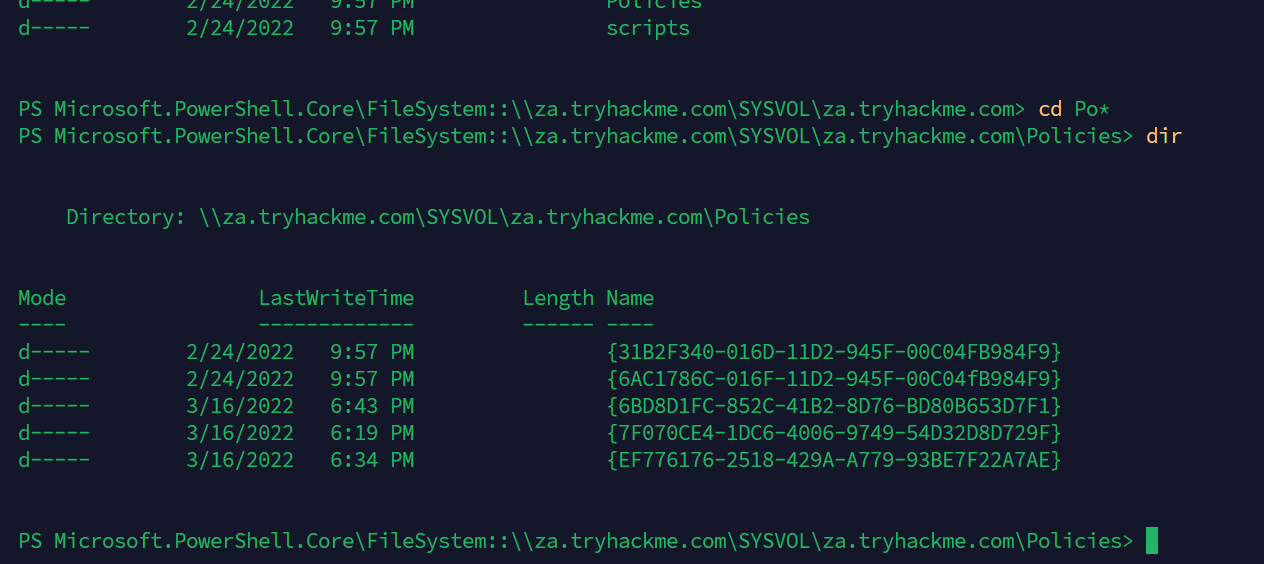 d-----        2/24/2022   9:57 PM                Policies
d-----        2/24/2022   9:57 PM                scripts
PS Microsoft.PowerShell.Core\FileSystem::\\za.tryhackme.com\SYSVOL\za.tryhackme.com> cd Po*
PS Microsoft.PowerShell.Core\FileSystem::\\za.tryhackme.com\SYSVOL\za.tryhackme.com\Policies> dir
    Directory: \\za.tryhackme.com\SYSVOL\za.tryhackme.com\Policies
Mode                LastWriteTime         Length Name
----                -------------         ------ ----
d-----        2/24/2022   9:57 PM                {31B2F340-016D-11D2-945F-00C04FB984F9}
d-----        2/24/2022   9:57 PM                {6AC1786C-016F-11D2-945F-00C04fB984F9}
d-----        3/16/2022   6:43 PM                {6BD8D1FC-852C-41B2-8D76-BD80B653D7F1}
d-----        3/16/2022   6:19 PM                {7F070CE4-1DC6-4006-9749-54D32D8D729F}
d-----        3/16/2022   6:34 PM                {EF776176-2518-429A-A779-93BE7F22A7AE}
PS Microsoft.PowerShell.Core\FileSystem::\\za.tryhackme.com\SYSVOL\za.tryhackme.com\Policies>